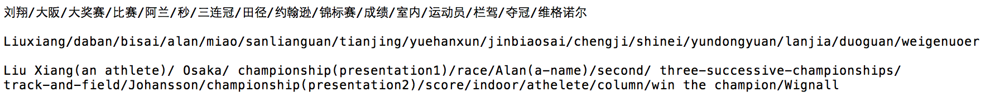 刘翔/大阪/大奖赛/比赛/阿兰/秒/三连冠/田径/约翰逊/锦标赛/成绩/室内/运动员/栏驾/夺冠/维格诺尔
Liuxiang/daban/bisai/alan/miao/sanlianguan/tianjing/yuehanxun/jinbiaosai/chengji/shinei/yundongyuan/lanjia/duoguan/weigenuoer
Liu Xiang(an athlete)/ Osaka/ championship(presentation1)/race/Alan(a-name)/second/ three-successive-championships/
track-and-field/Johansson/championship(presentation2)/score/indoor/athelete/column/win the champion/Wignall